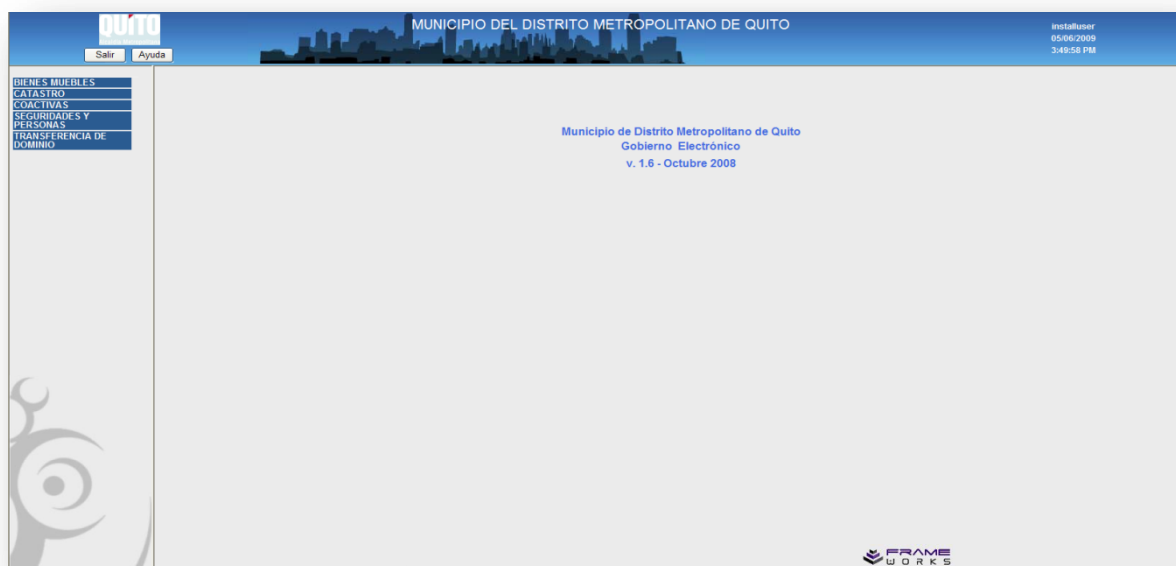 QUITO
MUNICIPIO DEL DISTRITO METROPOLITANO DE QUITO
installuser
05/06/2009
3:49:58 PM
Salir
Ayuda
BIENES MUEBLES
CATASTRO
COACTIVAS
SEGURIDADES Y
PERSONAS
TRANSFERENCIA DE
DOMINIO
Municipio de Distrito Metropolitano de Quito
Gobierno Electrónico
v. 1.6 - Octubre 2008
FRAME
WORKS